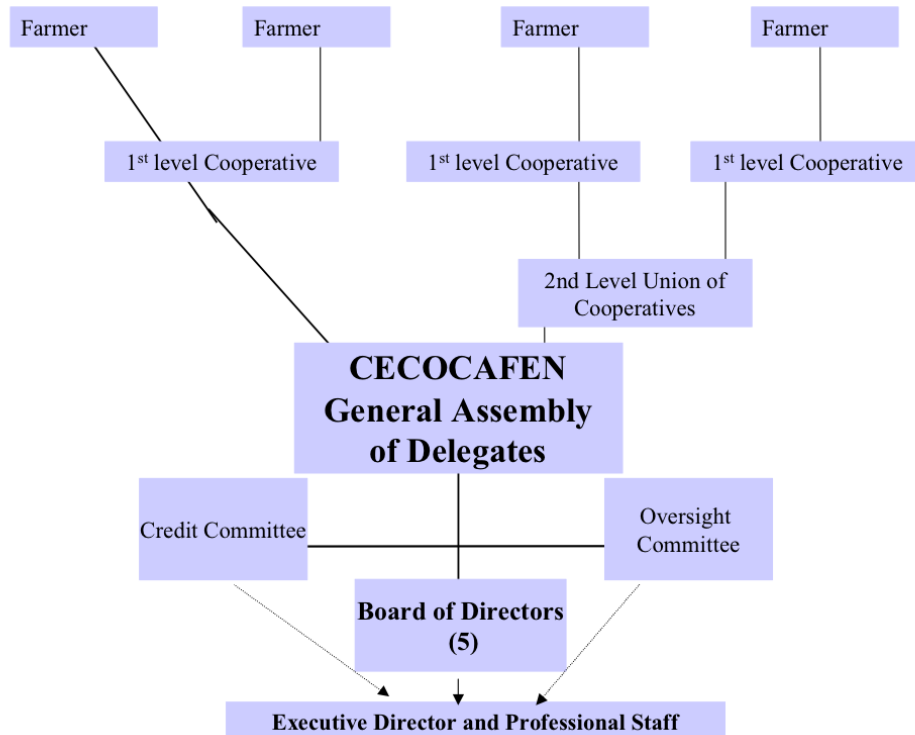 Farmer
Farmer
Farmer
Farmer
1st level Cooperative
1st level Cooperative
1st level Cooperative
2nd Level Union of
Cooperatives
CECOCAFEN
General Assembly
of Delegates
Credit Committee
Oversight
Committee
Board of Directors
(5)
Executive Director and Professional Staff